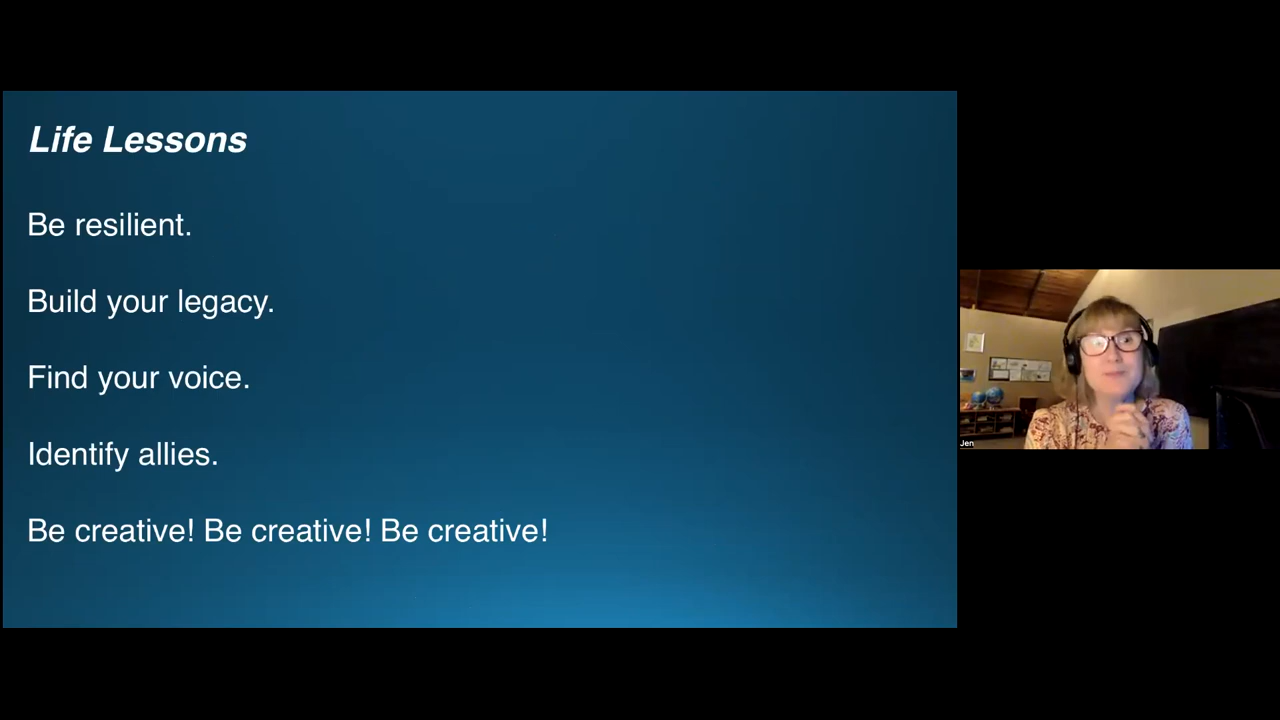 Life Lessons
Be resilient.
Build your legacy.
Find your voice.
Identify allies.
Be creative! Be creative! Be creative!
Jen